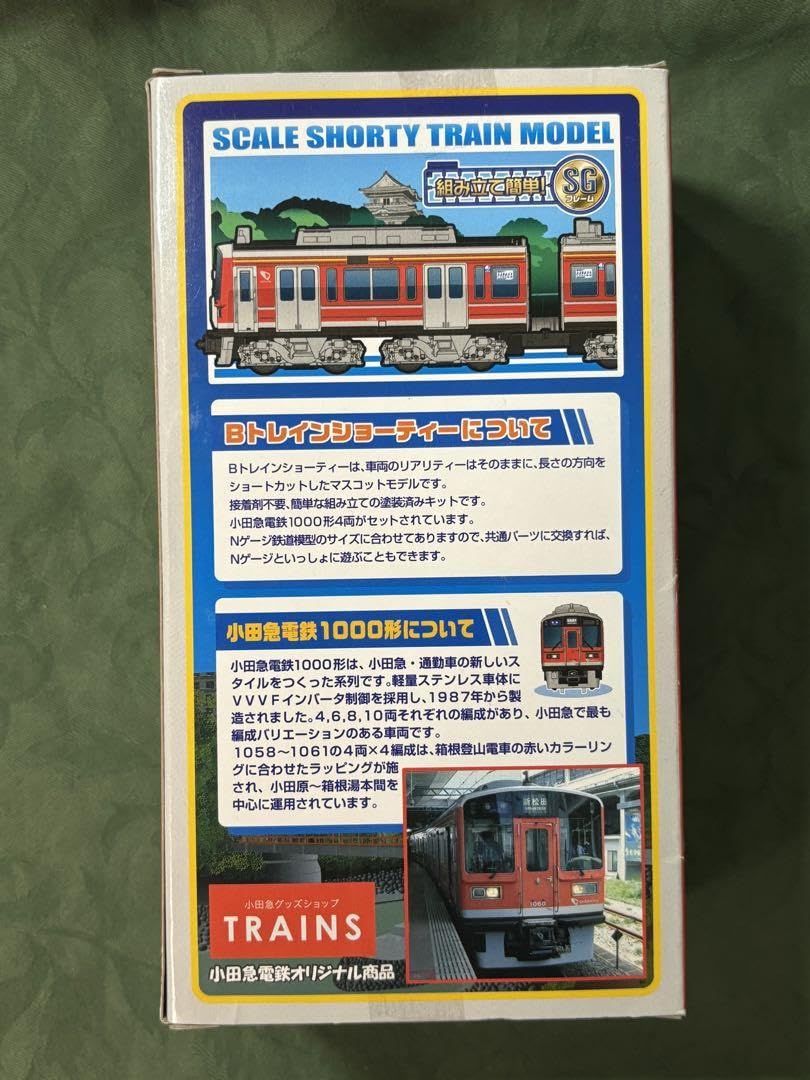 SCALE SHORTY TRAIN MODEL
組み立て簡単!
SG
フレーム
Bトレインショーティーについて
Bトレインショーティーは、車両のリアリティーはそのままに、長さの方向を
ショートカットしたマスコットモデルです。
接着剤不要、簡単な組み立ての塗装済みキットです。
小田急電鉄1000形4両がセットされています。
Nゲージ鉄道模型のサイズに合わせてありますので、共通パーツに交換すれば、
Nゲージといっしょに遊ぶこともできます。
小田急電鉄1000形について
小田急電鉄1000形は、小田急・通勤車の新しいス
タイルをつくった系列です。軽量ステンレス車体に
VVVFインバータ制御を採用し、1987年から製
造されました。4,6,8,10両それぞれの編成があり、小田急で最も
編成バリエーションのある車両です。
1058～1061の4両×4編成は、箱根登山電車の赤いカラーリン
グに合わせたラッピングが施
され、小田原～箱根湯本間を
中心に運用されています。
新松田
1060
小田急グッズショップ
TRAINS
小田急電鉄オリジナル商品